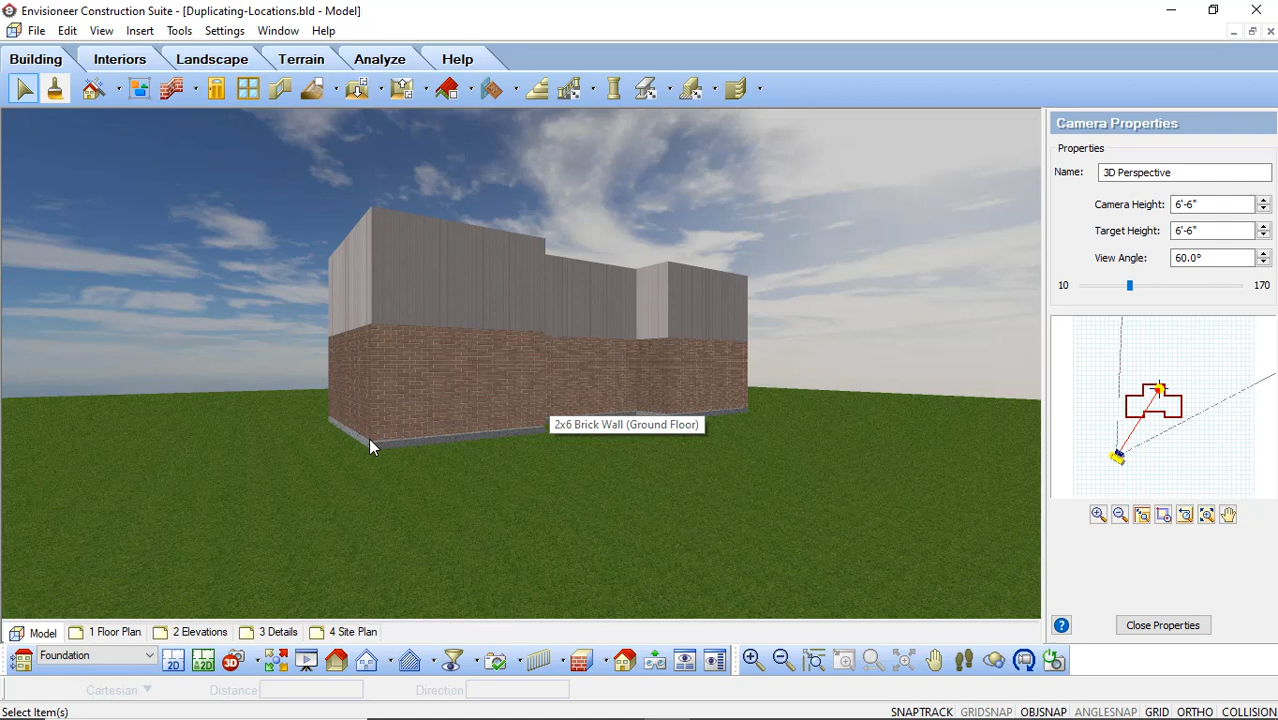 Envisioneer Construction Suite - [Duplicating-Locations.bld - Model]
File Edit View Insert Tools Settings Window Help
Building Interiors Landscape Terrain Analyze Help
Camera Properties
Properties
Name: 3D Perspective
Camera Height: 6'-6"
Target Height: 6'-6"
View Angle: 60.0°
10 170
2x6 Brick Wall (Ground Floor)
? Close Properties
Model 1 Floor Plan 2 Elevations 3 Details 4 Site Plan
Foundation 2D 2D 3D
Cartesian Distance Direction
Select Item(s) SNAPTRACK GRIDSNAP OBJSNAP ANGLESNAP GRID ORTHO COLLISION